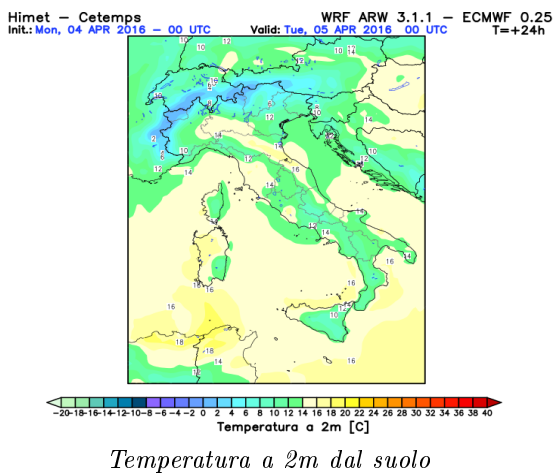 Himet – Cetemps WRF ARW 3.1.1 – ECMWF 0.25
Init.: Mon, 04 APR 2016 – 00 UTC Valid: Tue, 05 APR 2016 00 UTC T=+24h
-20 -18 -16 -14 -12 -10 -8 -6 -4 -2 0 2 4 6 8 10 12 14 16 18 20 22 24 26 28 30 32 34 36 38 40
Temperatura a 2m [C]
Temperatura a 2m dal suolo